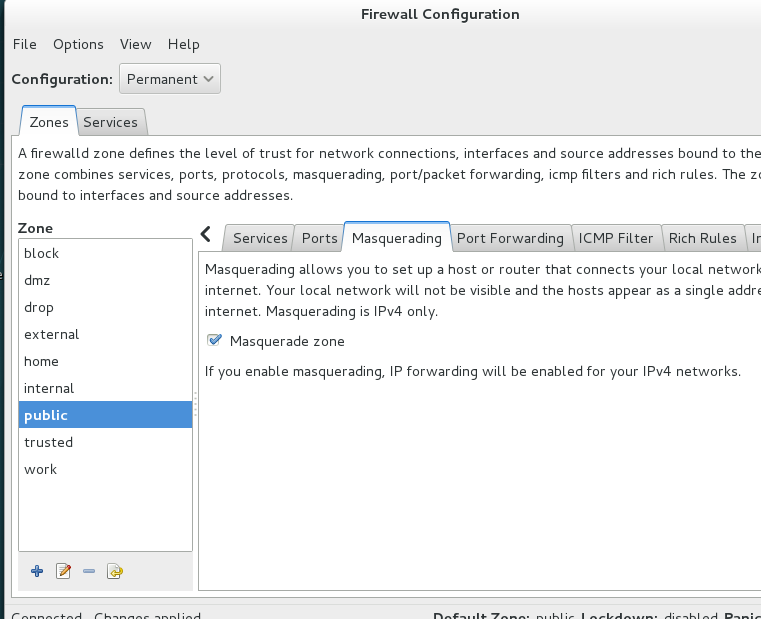 Firewall Configuration
File Options View Help
Configuration: Permanent
Zones Services
A firewalld zone defines the level of trust for network connections, interfaces and source addresses bound to the
zone combines services, ports, protocols, masquerading, port/packet forwarding, icmp filters and rich rules. The zo
bound to interfaces and source addresses.
Zone
block
dmz
drop
external
home
internal
public
trusted
work
Services Ports Masquerading Port Forwarding ICMP Filter Rich Rules
Masquerading allows you to set up a host or router that connects your local network
internet. Your local network will not be visible and the hosts appear as a single addre
internet. Masquerading is IPv4 only.
Masquerade zone
If you enable masquerading, IP forwarding will be enabled for your IPv4 networks.
Connected. Changes applied.
Default Zone: public Lockdown: disabled Panic